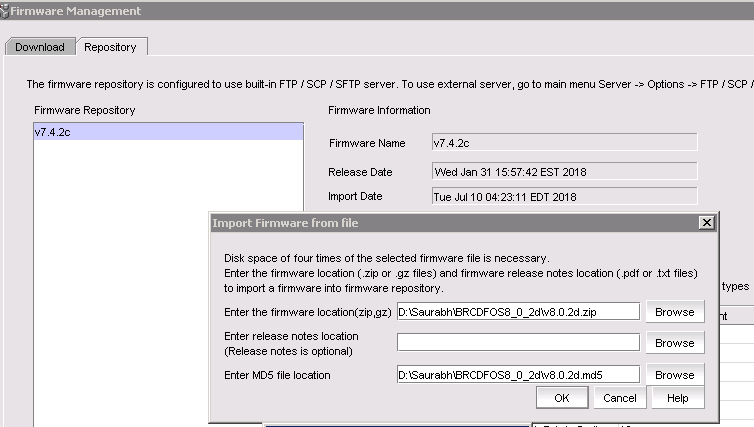 Firmware Management
Download
Repository
The firmware repository is configured to use built-in FTP / SCP / SFTP server. To use external server, go to main menu Server -> Options -> FTP / SCP /
Firmware Repository
Firmware Information
v7.4.2c
Firmware Name
v7.4.2c
Release Date
Wed Jan 31 15:57:42 EST 2018
Import Date
Tue Jul 10 04:23:11 EDT 2018
Import Firmware from file
Disk space of four times of the selected firmware file is necessary.
Enter the firmware location (.zip or .gz files) and firmware release notes location (.pdf or .txt files)
to import a firmware into firmware repository.
types
Enter the firmware location(zip,gz)
D:\Saurabh\BRCDFOS8_0_2d\v8.0.2d.zip
Browse
Enter release notes location
(Release notes is optional)
Browse
Enter MD5 file location
D:\Saurabh\BRCDFOS8_0_2d\v8.0.2d.md5
Browse
OK
Cancel
Help